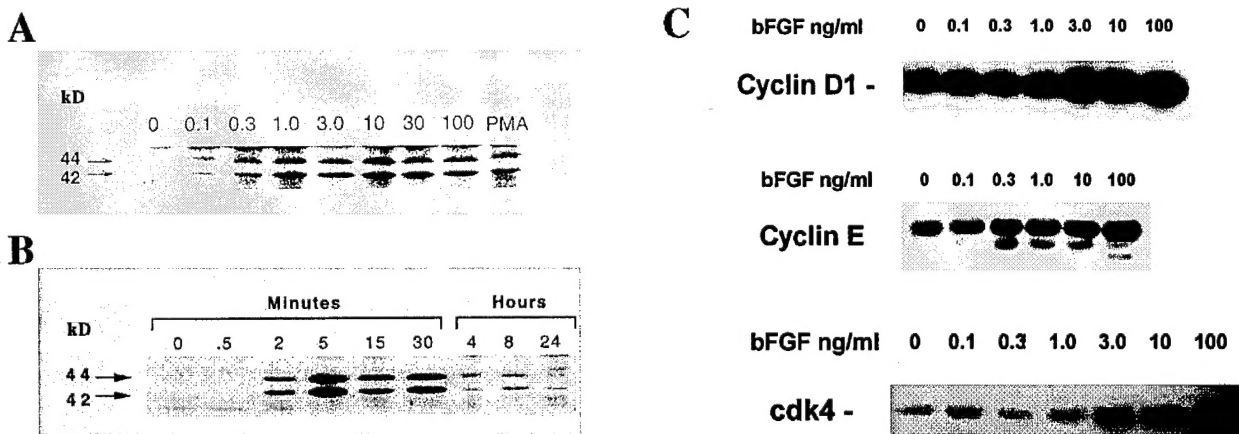 A
kD
0 0.1 0.3 1.0 3.0 10 30 100 PMA
44
42
B
Minutes Hours
kD
0 .5 2 5 15 30 4 8 24
44
42
C
bFGF ng/ml 0 0.1 0.3 1.0 3.0 10 100
Cyclin D1 -
bFGF ng/ml 0 0.1 0.3 1.0 10 100
Cyclin E
bFGF ng/ml 0 0.1 0.3 1.0 3.0 10 100
cdk4 -